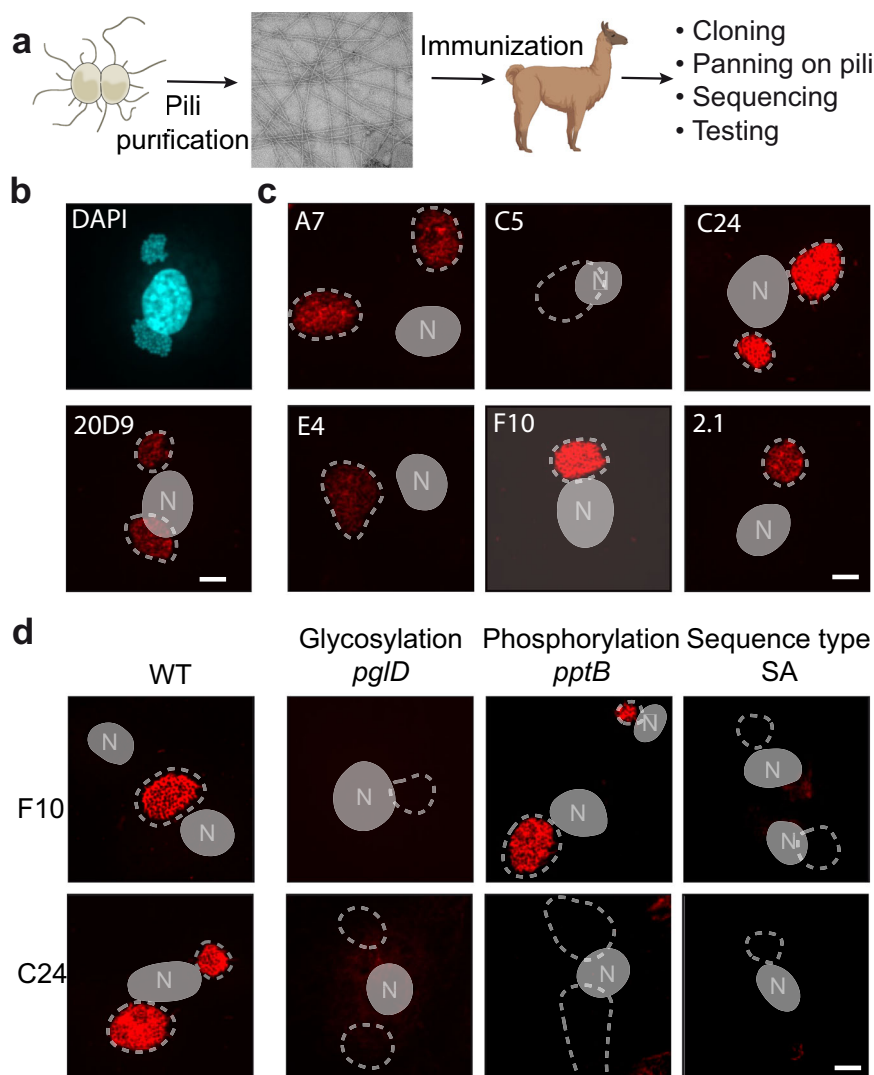 a
Pili
purification
Immunization
• Cloning
• Panning on pili
• Sequencing
• Testing
b
c
DAPI
A7
N
C5
N
C24
N
20D9
N
E4
N
F10
N
2.1
N
d
WT
Glycosylation
pglD
Phosphorylation
pptB
Sequence type
SA
F10
N
N
N
N
N
N
N
C24
N
N
N
N